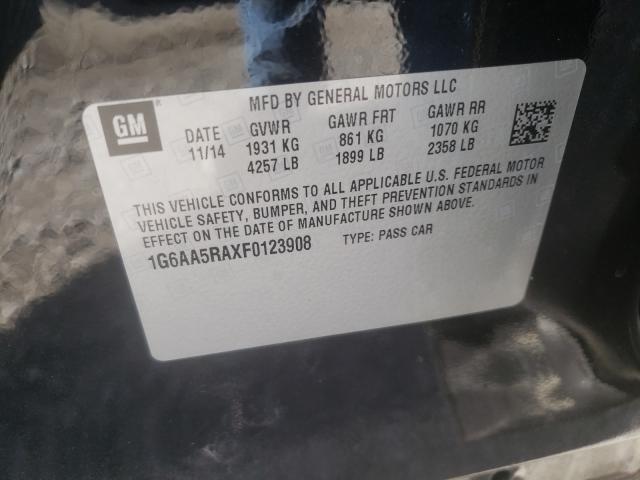 MFD BY GENERAL MOTORS LLC
GM
DATE GVWR GAWR FRT GAWR RR
11/14 1931 KG 861 KG 1070 KG
4257 LB 1899 LB 2358 LB
THIS VEHICLE CONFORMS TO ALL APPLICABLE U.S. FEDERAL MOTOR
VEHICLE SAFETY, BUMPER, AND THEFT PREVENTION STANDARDS IN
EFFECT ON THE DATE OF MANUFACTURE SHOWN ABOVE.
1G6AA5RAXF0123908 TYPE: PASS CAR